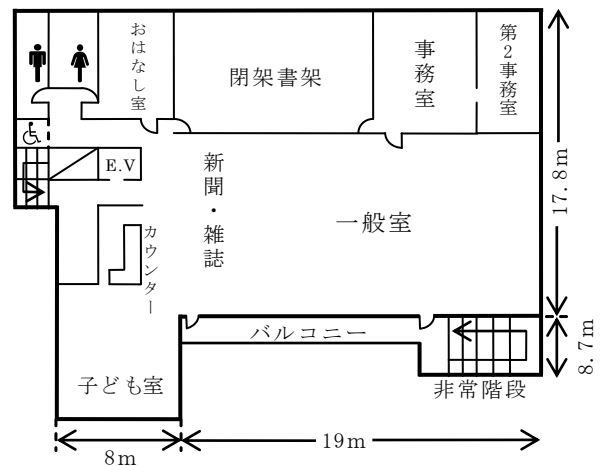 おはなし室
閉架書架
事務室
第2事務室
E.V
新聞・雑誌
一般室
17.8m
カウンター
バルコニー
8.7m
子ども室
非常階段
8m
19m